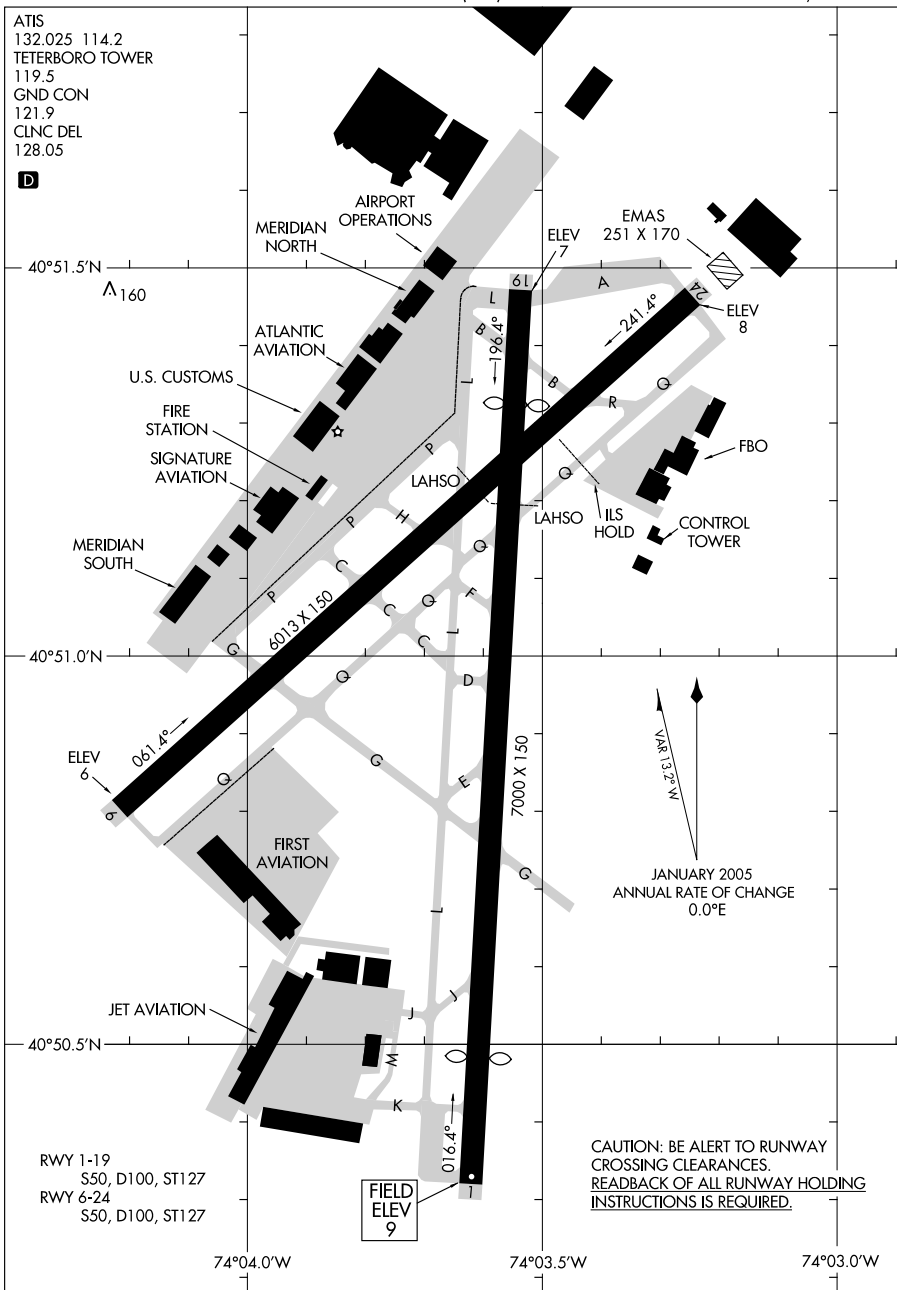 ATIS
132.025 114.2
TETERBORO TOWER
119.5
GND CON
121.9
CLNC DEL
128.05
D
AIRPORT
OPERATIONS
MERIDIAN
NORTH
EMAS
251 X 170
ELEV
7
40°51.5'N
160
19
A
24
ELEV
8
L
B
196.4°
241.4°
ATLANTIC
AVIATION
L
B
R
Q
U.S. CUSTOMS
FIRE
STATION
SIGNATURE
AVIATION
P
FBO
LAHSO
Q
LAHSO
ILS
HOLD
CONTROL
TOWER
P
H
MERIDIAN
SOUTH
Q
C
P
C
Q
F
6013 X 150
G
C
L
40°51.0'N
Q
D
VAR 13.2° W
061.4°
ELEV
6
6
Q
G
E
7000 X 150
FIRST
AVIATION
G
JANUARY 2005
ANNUAL RATE OF CHANGE
0.0°E
L
JET AVIATION
J
J
40°50.5'N
M
K
016.4°
RWY 1-19
S50, D100, ST127
RWY 6-24
S50, D100, ST127
1
FIELD
ELEV
9
CAUTION: BE ALERT TO RUNWAY
CROSSING CLEARANCES.
READBACK OF ALL RUNWAY HOLDING
INSTRUCTIONS IS REQUIRED.
74°04.0'W
74°03.5'W
74°03.0'W